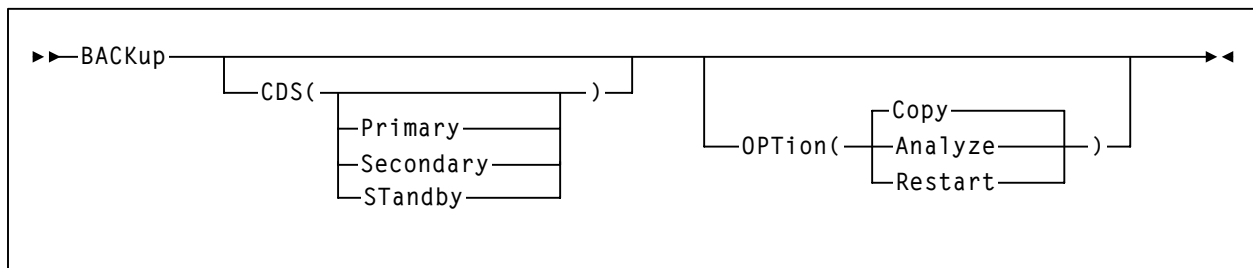 BACKup
CDS( )
Primary
Secondary
STandby
OPTion( )
Copy
Analyze
Restart